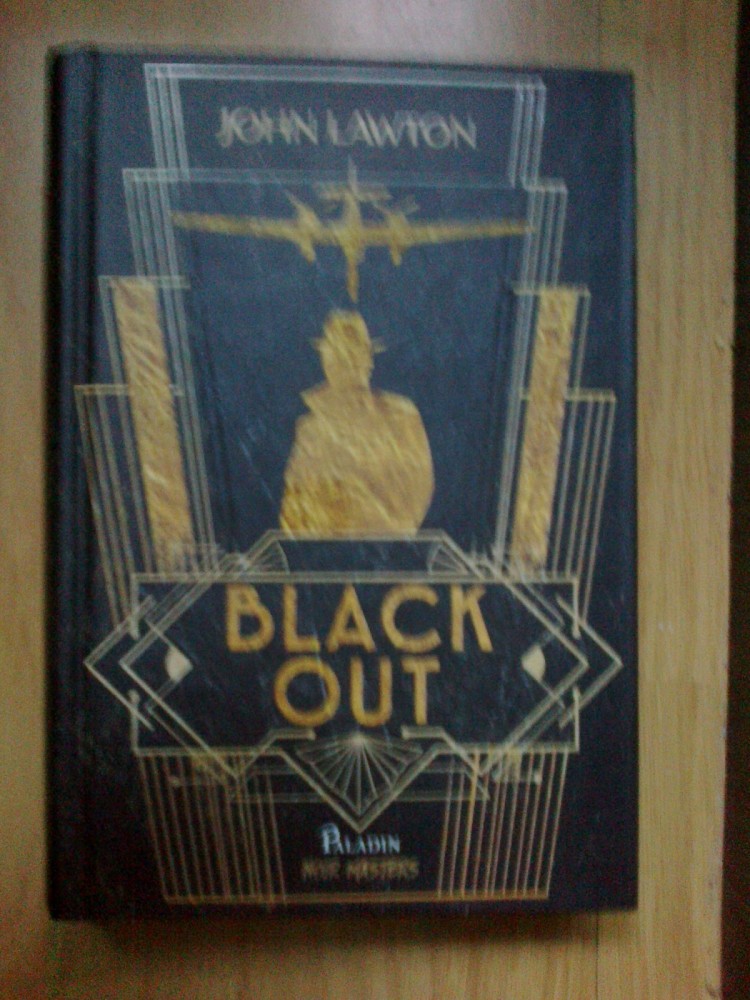 JOHN LAWTON
BLACK
OUT
PALADIN
NOIR MASTERS